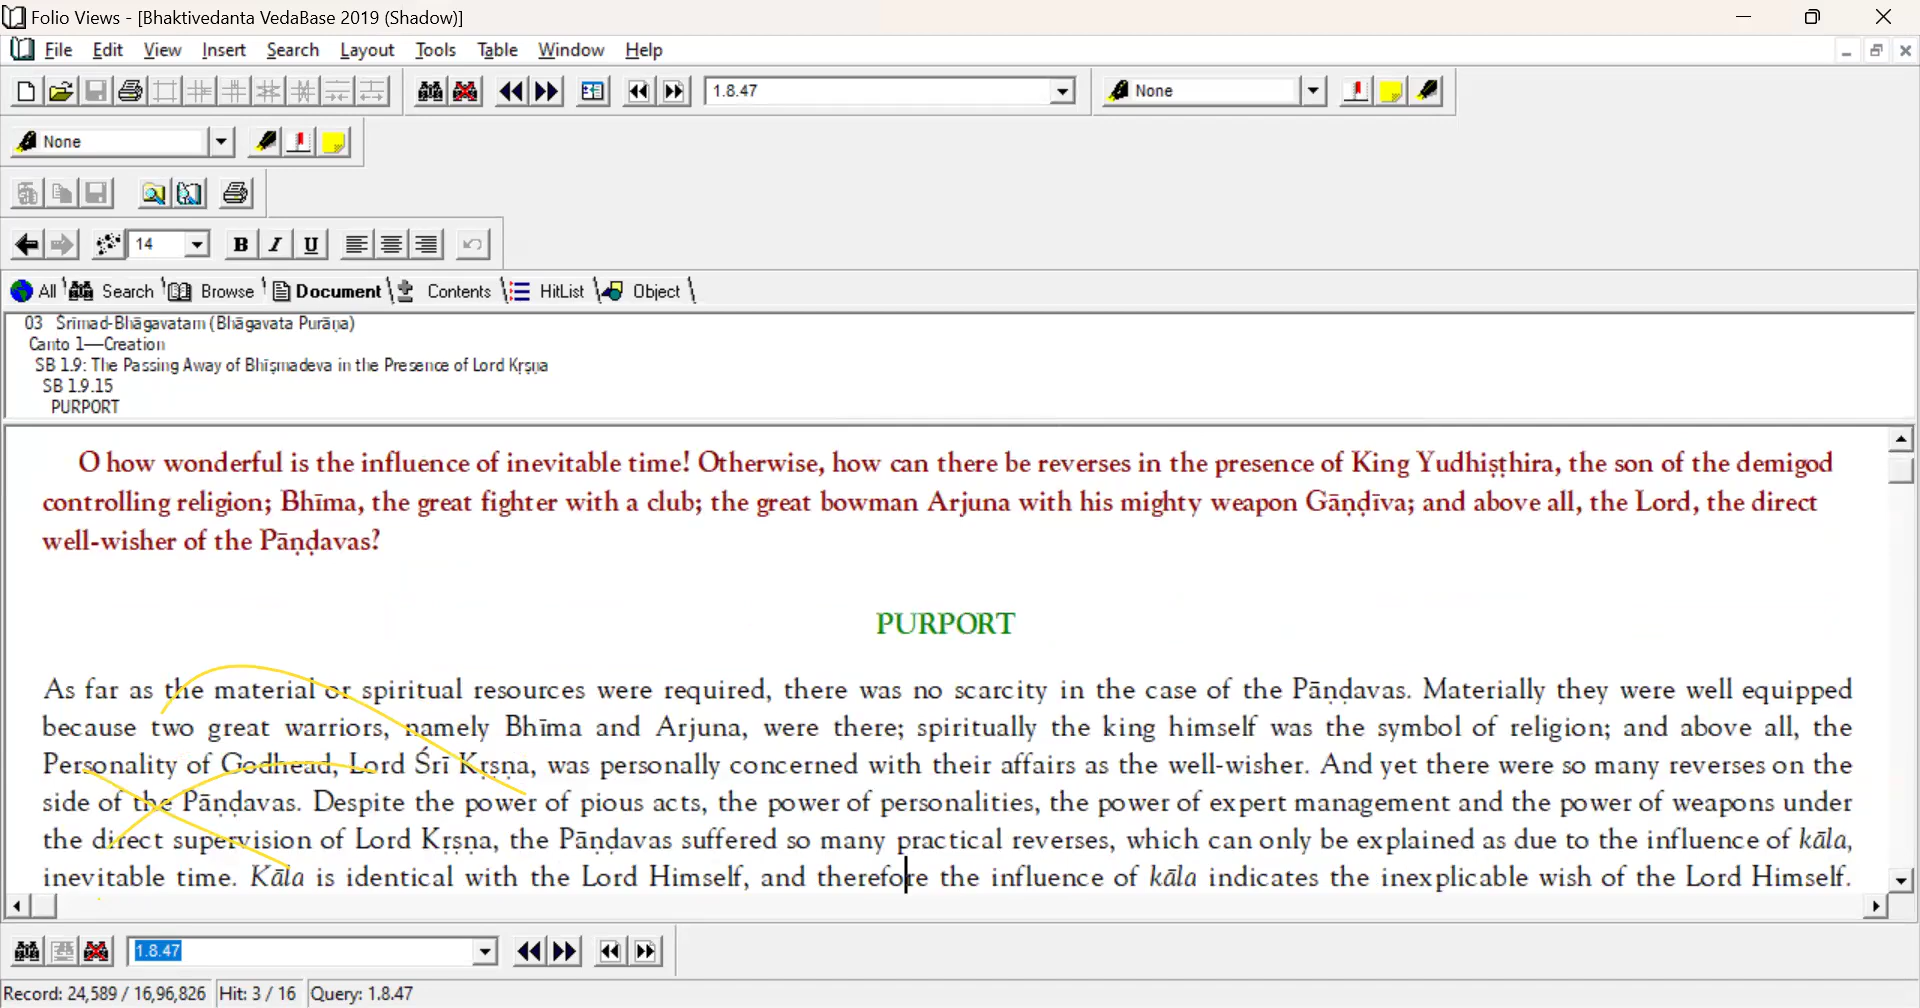 Folio Views - [Bhaktivedanta VedaBase 2019 (Shadow)]
File Edit View Insert Search Layout Tools Table Window Help
1.8.47 None
None
14 B I U
All Search Browse Document Contents HitList Object
03 Śrīmad-Bhāgavatam (Bhāgavata Purāṇa)
Canto 1—Creation
SB 1.9: The Passing Away of Bhīṣmadeva in the Presence of Lord Kṛṣṇa
SB 1.9.15
PURPORT
O how wonderful is the influence of inevitable time! Otherwise, how can there be reverses in the presence of King Yudhiṣṭhira, the son of the demigod
controlling religion; Bhīma, the great fighter with a club; the great bowman Arjuna with his mighty weapon Gāṇḍīva; and above all, the Lord, the direct
well-wisher of the Pāṇḍavas?
PURPORT
As far as the material or spiritual resources were required, there was no scarcity in the case of the Pāṇḍavas. Materially they were well equipped
because two great warriors, namely Bhīma and Arjuna, were there; spiritually the king himself was the symbol of religion; and above all, the
Personality of Godhead, Lord Śrī Kṛṣṇa, was personally concerned with their affairs as the well-wisher. And yet there were so many reverses on the
side of the Pāṇḍavas. Despite the power of pious acts, the power of personalities, the power of expert management and the power of weapons under
the direct supervision of Lord Kṛṣṇa, the Pāṇḍavas suffered so many practical reverses, which can only be explained as due to the influence of kāla,
inevitable time. Kāla is identical with the Lord Himself, and therefore the influence of kāla indicates the inexplicable wish of the Lord Himself.
1.8.47
Record: 24,589 / 16,96,826 Hit: 3 / 16 Query: 1.8.47